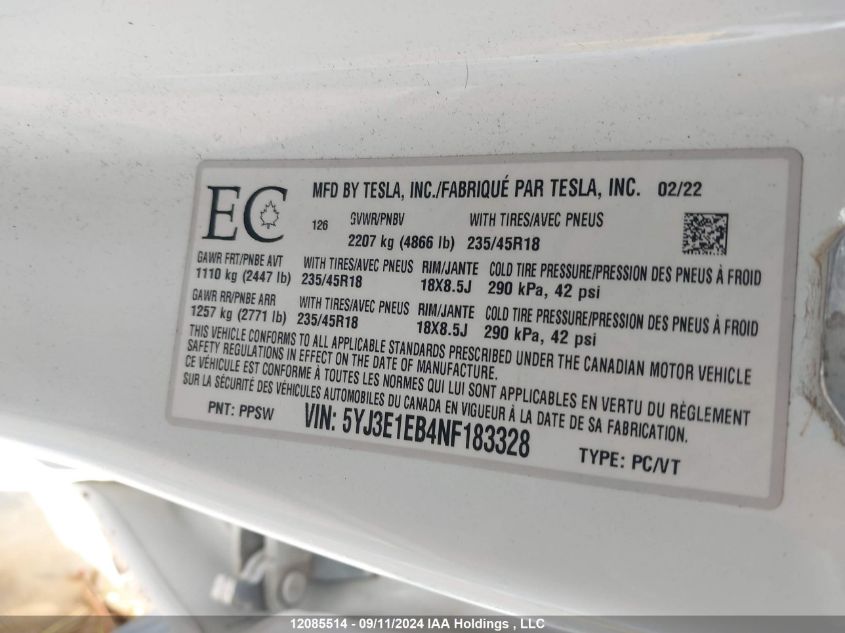 EC
MFD BY TESLA, INC./FABRIQUÉ PAR TESLA, INC. 02/22
126 GVWR/PNBV WITH TIRES/AVEC PNEUS
2207 kg (4866 lb) 235/45R18
GAWR FRT/PNBE AVT WITH TIRES/AVEC PNEUS RIM/JANTE COLD TIRE PRESSURE/PRESSION DES PNEUS À FROID
1110 kg (2447 lb) 235/45R18 18X8.5J 290 kPa, 42 psi
GAWR RR/PNBE ARR WITH TIRES/AVEC PNEUS RIM/JANTE COLD TIRE PRESSURE/PRESSION DES PNEUS À FROID
1257 kg (2771 lb) 235/45R18 18X8.5J 290 kPa, 42 psi
THIS VEHICLE CONFORMS TO ALL APPLICABLE STANDARDS PRESCRIBED UNDER THE CANADIAN MOTOR VEHICLE
SAFETY REGULATIONS IN EFFECT ON THE DATE OF MANUFACTURE.
CE VÉHICULE EST CONFORME À TOUTES LES NORMES QUI LUI SONT APPLICABLES EN VERTU DU RÈGLEMENT
SUR LA SÉCURITÉ DES VÉHICULES AUTOMOBILES DU CANADA EN VIGUEUR À LA DATE DE SA FABRICATION.
PNT: PPSW VIN: 5YJ3E1EB4NF183328 TYPE: PC/VT
12085514 - 09/11/2024 IAA Holdings , LLC